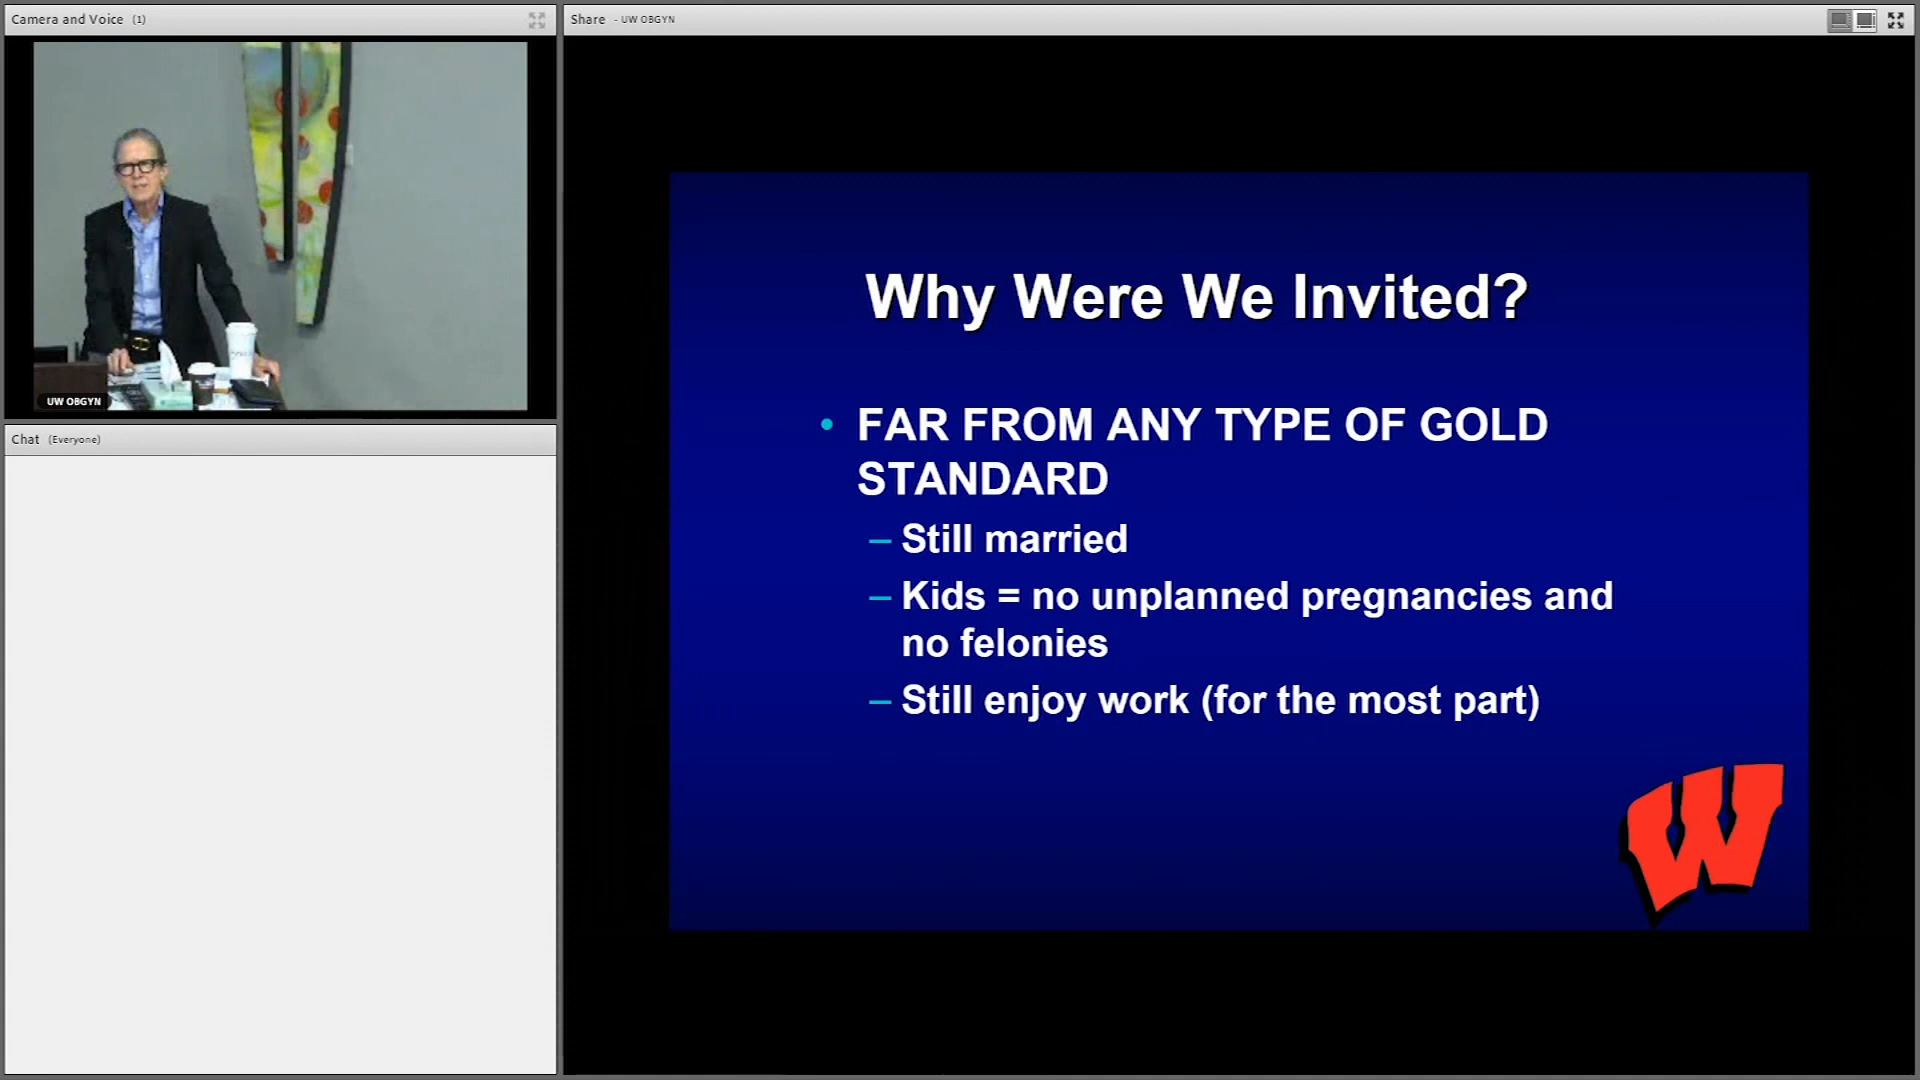 Camera and Voice (1)
UW OBGYN
Chat (Everyone)
Share - UW OBGYN
Why Were We Invited?
• FAR FROM ANY TYPE OF GOLD
STANDARD
– Still married
– Kids = no unplanned pregnancies and
no felonies
– Still enjoy work (for the most part)
W